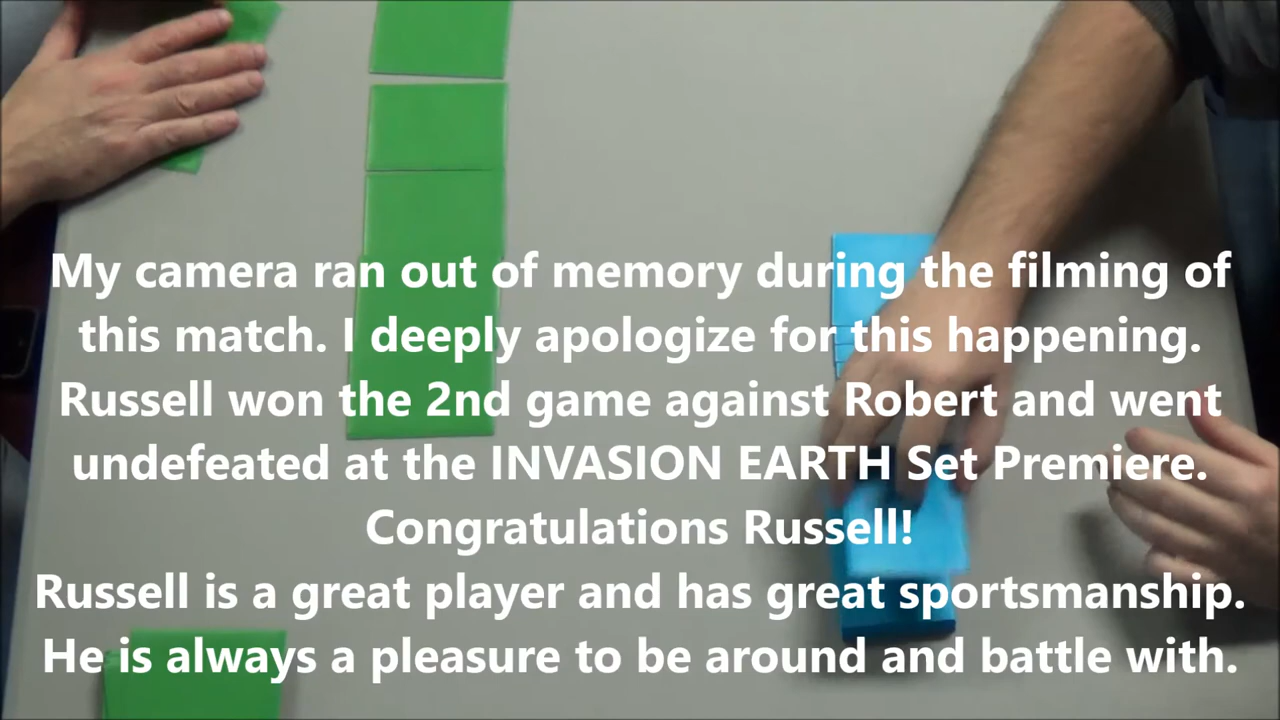 My camera ran out of memory during the filming of
this match. I deeply apologize for this happening.
Russell won the 2nd game against Robert and went
undefeated at the INVASION EARTH Set Premiere.
Congratulations Russell!
Russell is a great player and has great sportsmanship.
He is always a pleasure to be around and battle with.